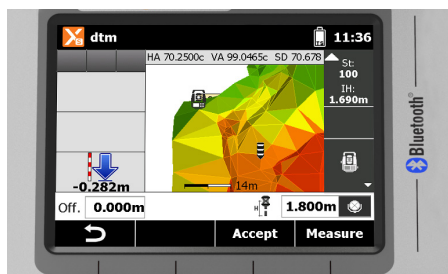 dtm 11:36
HA 70.2500c VA 99.0465c SD 70.678
St:
100
IH:
1.690m
-0.282m
14m
Off. 0.000m 1.800m
Accept Measure
Bluetooth®